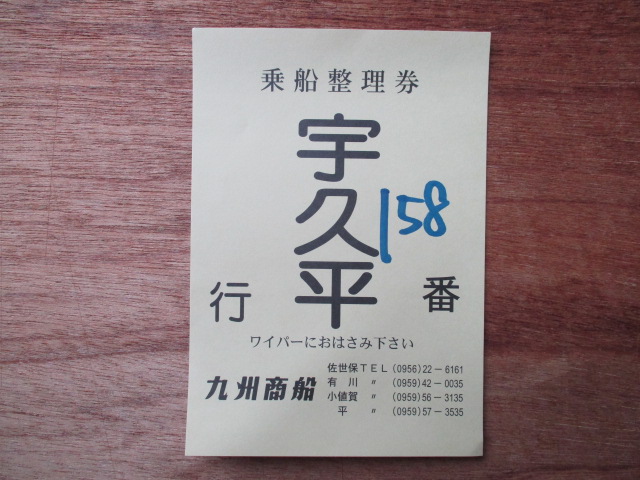 乗船整理券
宇久平
158
行
番
ワイパーにおはさみ下さい
九州商船
佐世保TEL(0956)22-6161
有川 〃 (0959)42-0035
小値賀 〃 (0959)56-3135
平 〃 (0959)57-3535